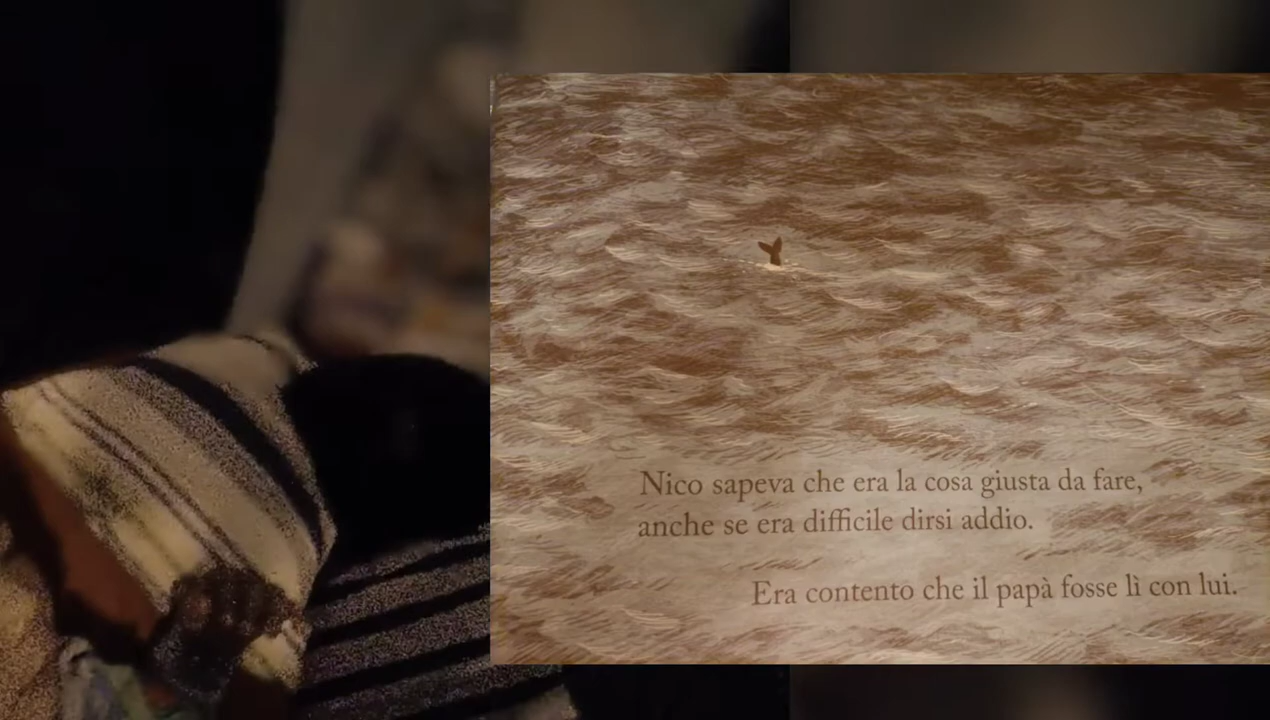 Nico sapeva che era la cosa giusta da fare,
anche se era difficile dirsi addio.
Era contento che il papà fosse lì con lui.